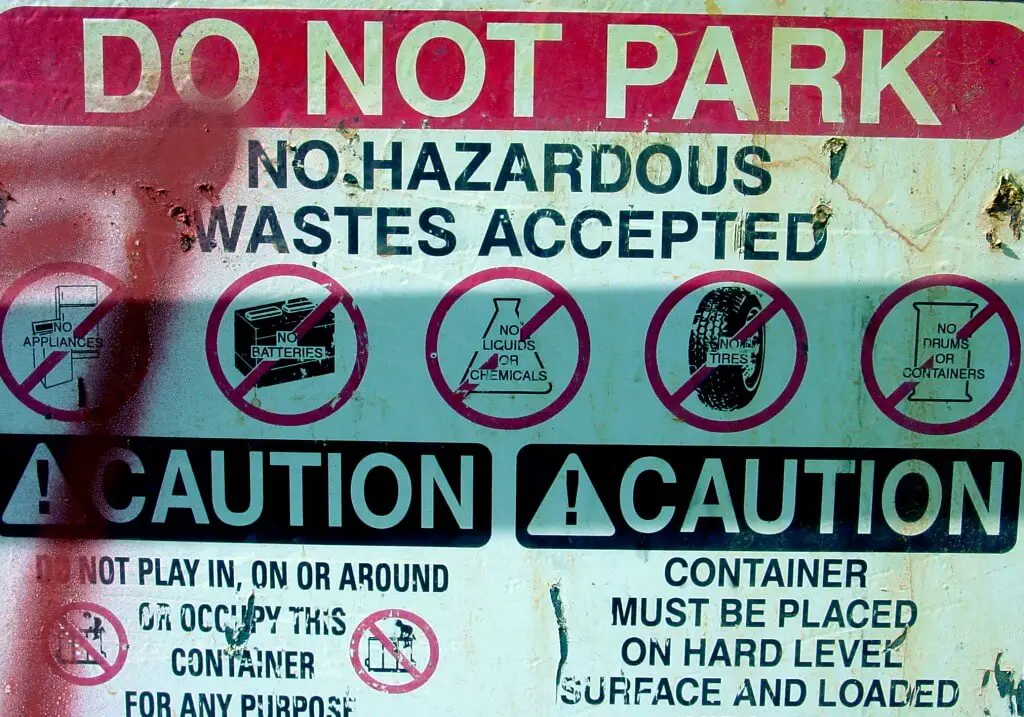 DO NOT PARK
NO HAZARDOUS
WASTES ACCEPTED
NO
APPLIANCES
NO
BATTERIES
NO
LIQUIDS
OR
CHEMICALS
NO
TIRES
NO
DRUMS
OR
CONTAINERS
! CAUTION
DO NOT PLAY IN, ON OR AROUND
OR OCCUPY THIS
CONTAINER
FOR ANY PURPOSE
! CAUTION
CONTAINER
MUST BE PLACED
ON HARD LEVEL
SURFACE AND LOADED